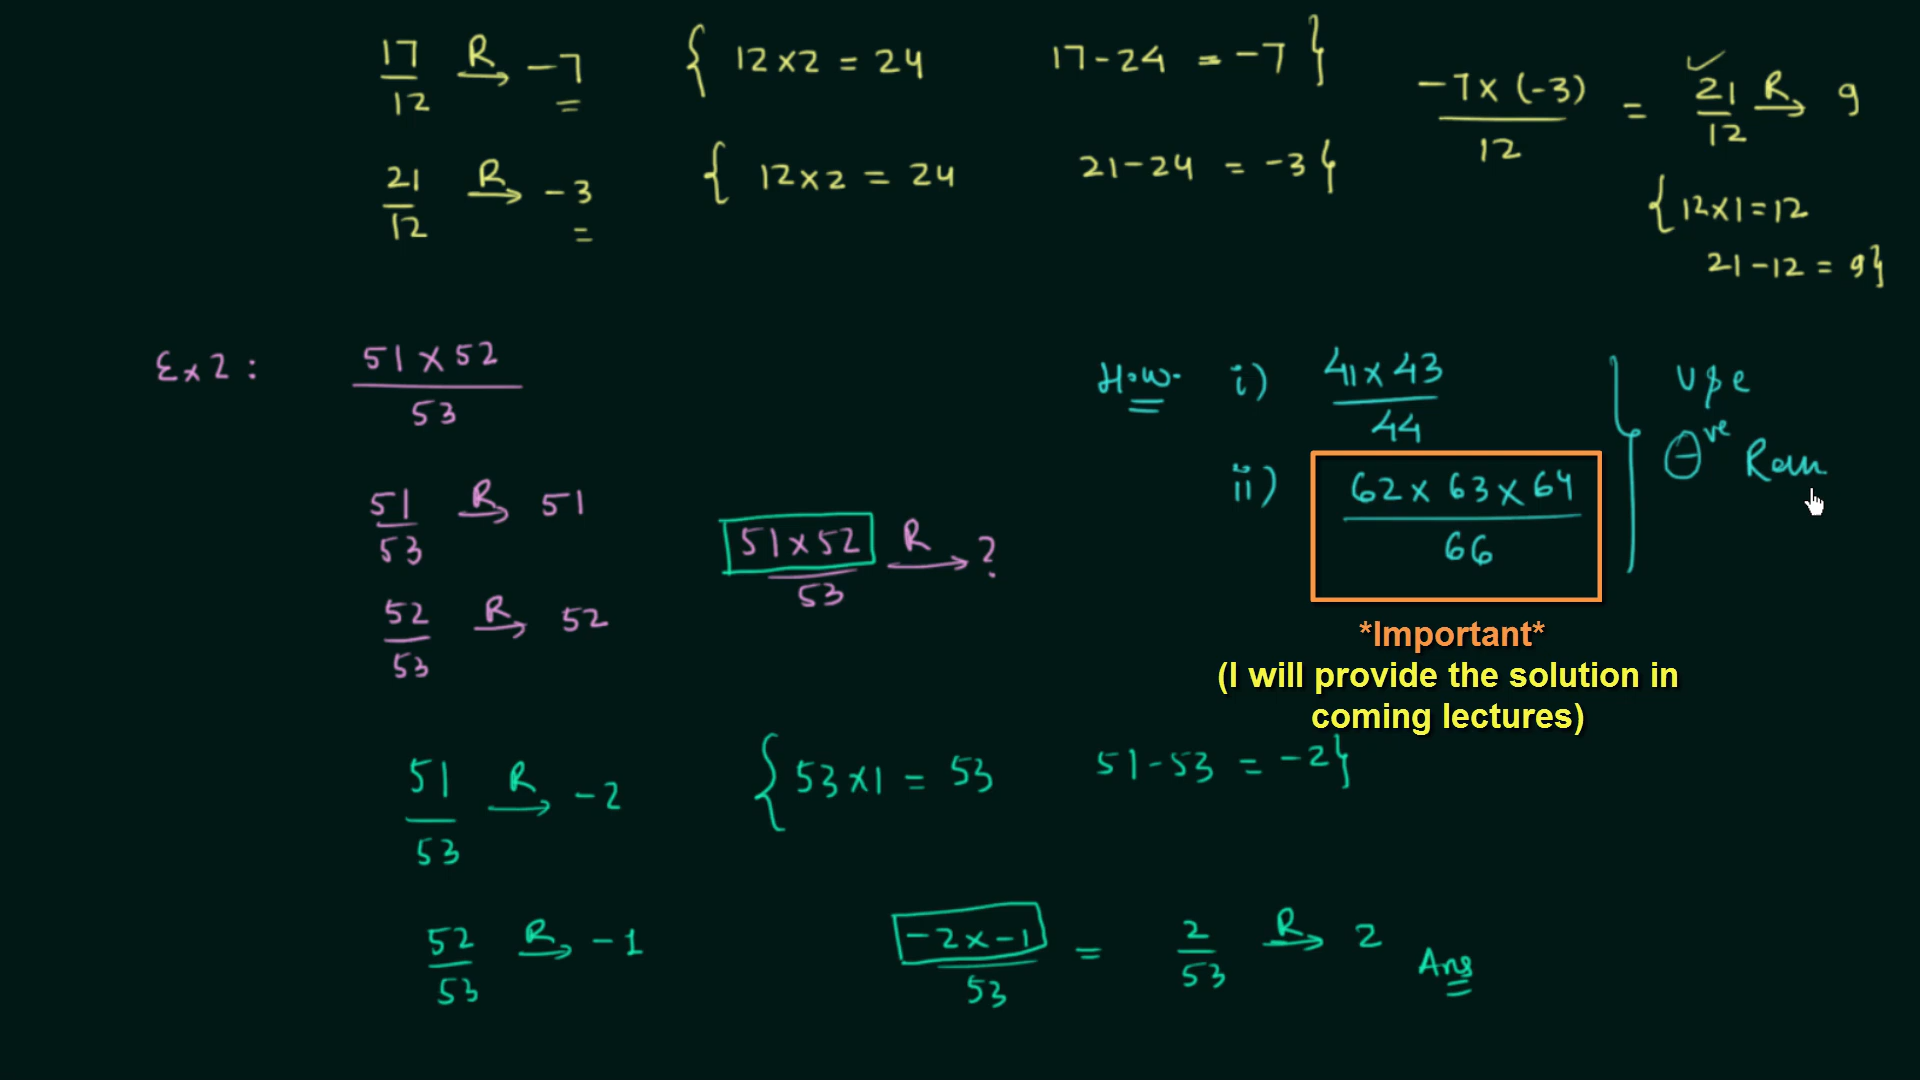 17/12 R→ -7 { 12×2 = 24 17-24 = -7 }
-7×(-3)/12 = 21/12 R→ 9
21/12 R→ -3 { 12×2 = 24 21-24 = -3 }
{ 12×1=12
21-12 = 9 }
Ex2: 51×52/53
How i) 41×43/44
Use
⊖ve Rem
ii) 62×63×64/66
51/53 R→ 51
51×52/53 R→ ?
52/53 R→ 52
*Important*
(I will provide the solution in
coming lectures)
51/53 R→ -2 { 53×1 = 53 51-53 = -2 }
52/53 R→ -1 -2×-1/53 = 2/53 R→ 2 Ans